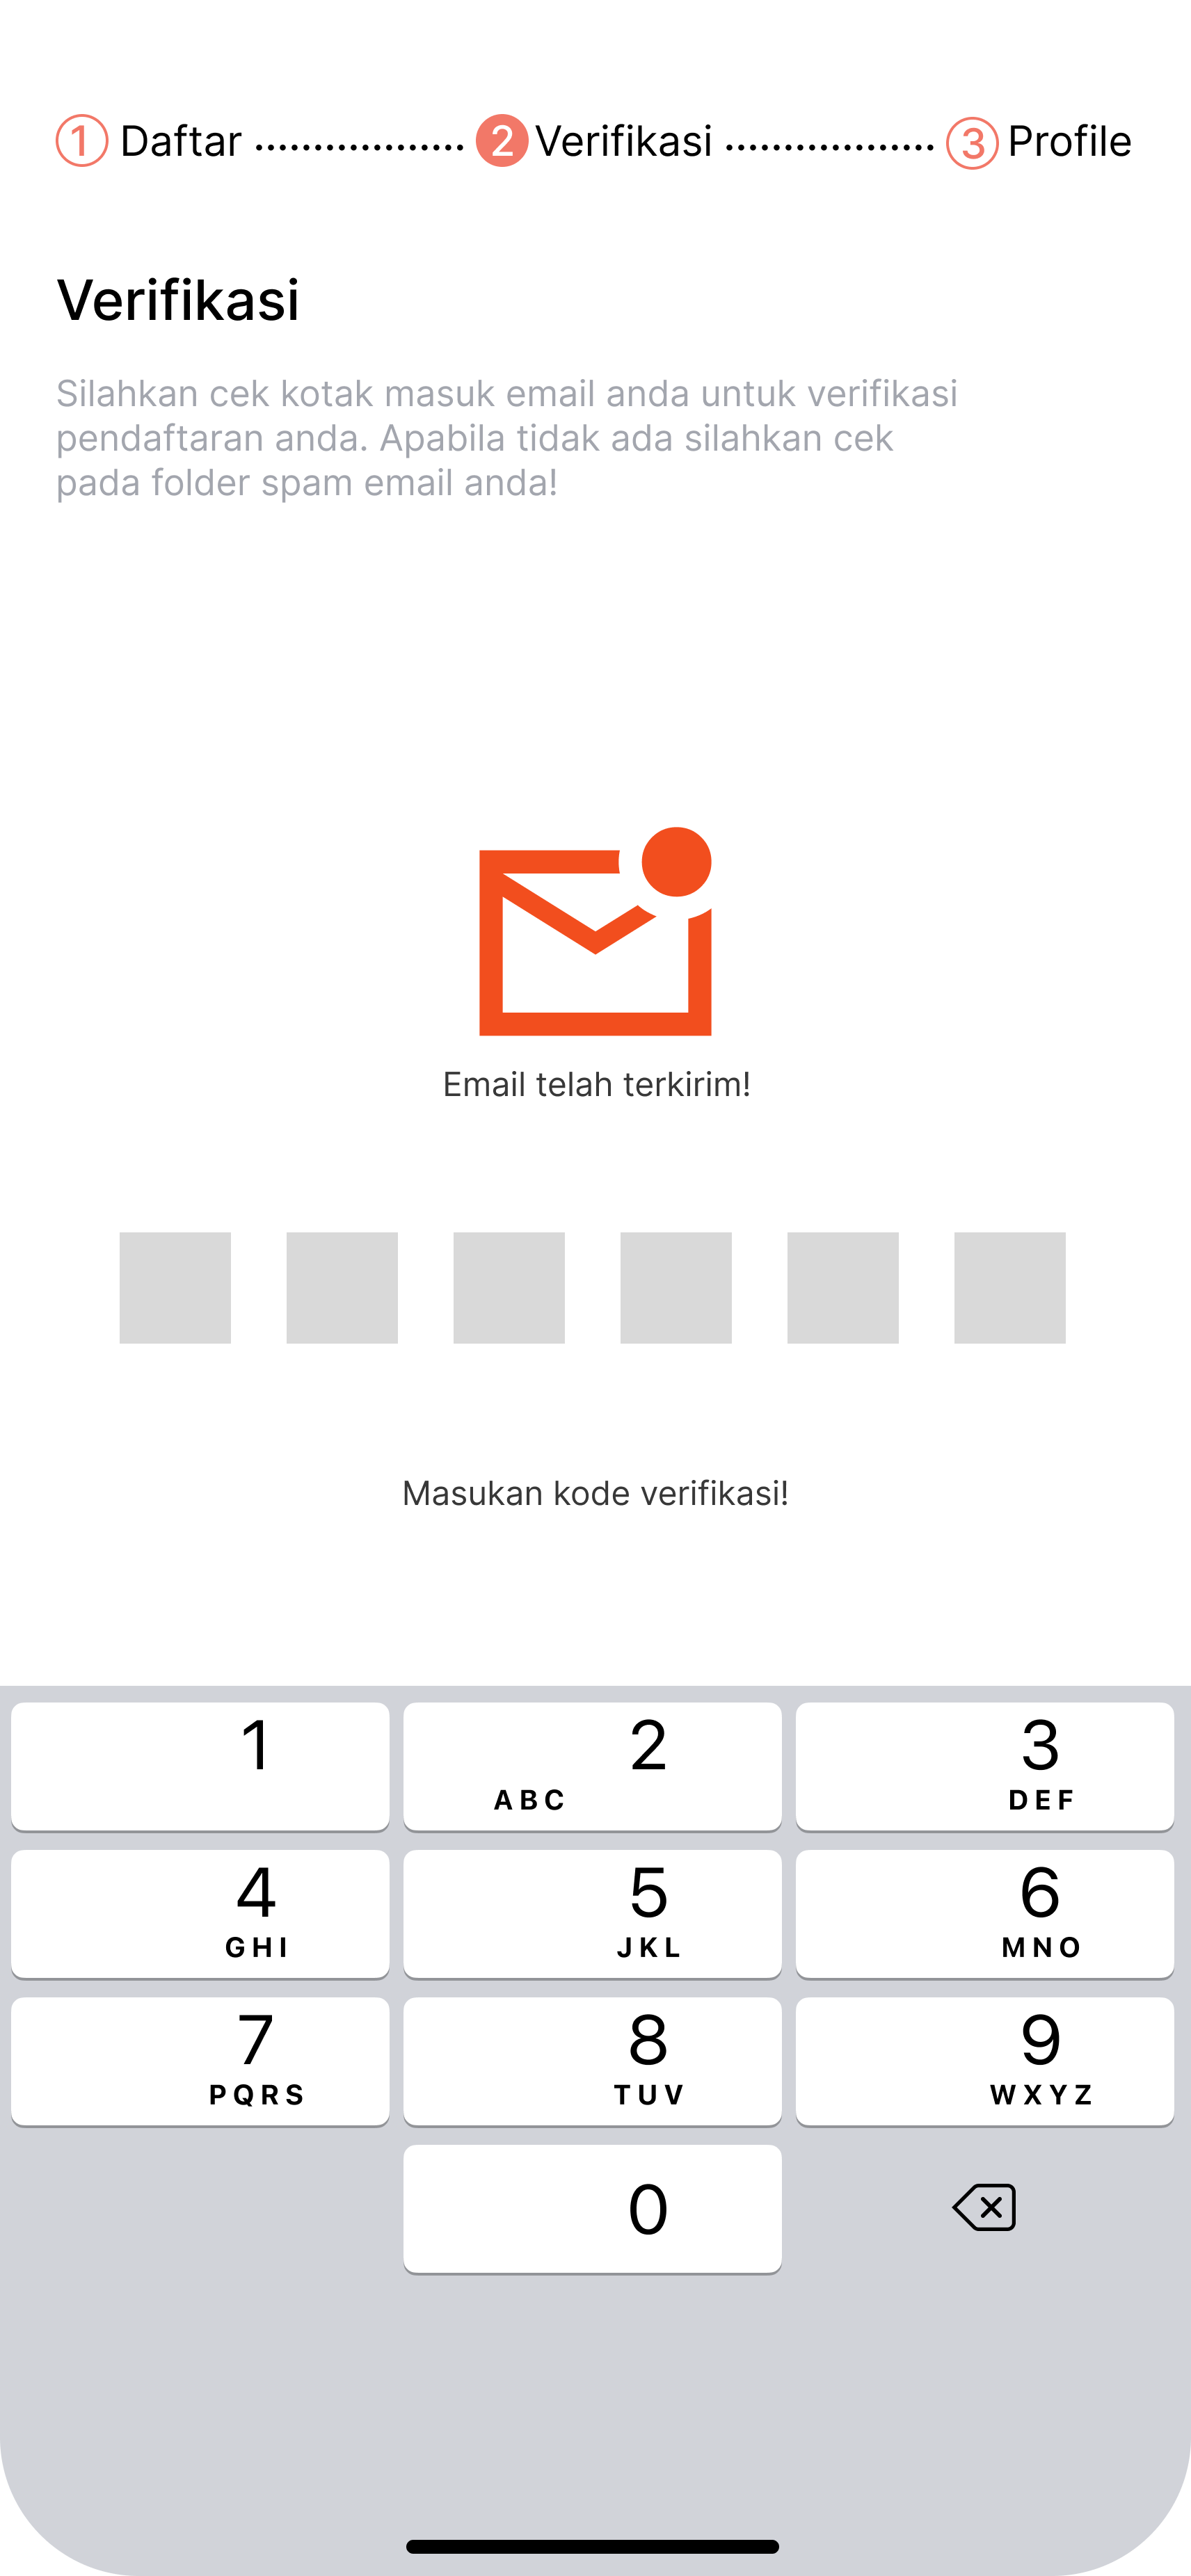 1 Daftar .................. 2 Verifikasi .................. 3 Profile
Verifikasi
Silahkan cek kotak masuk email anda untuk verifikasi
pendaftaran anda. Apabila tidak ada silahkan cek
pada folder spam email anda!
Email telah terkirim!
Masukan kode verifikasi!
1 2 3
ABC DEF
4 5 6
GHI JKL MNO
7 8 9
PQRS TUV WXYZ
0